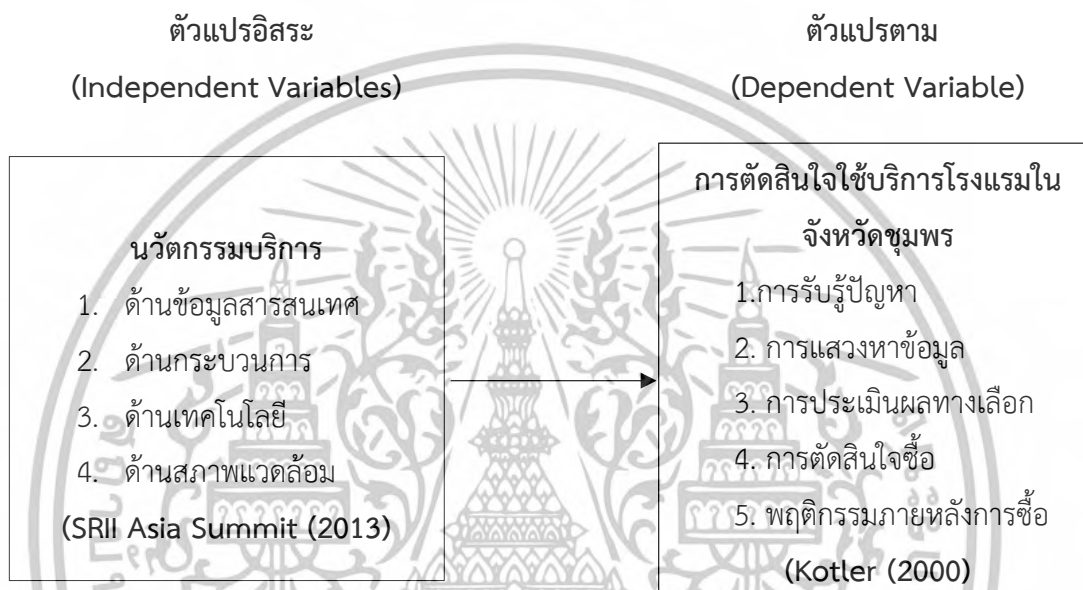 ตัวแปรอิสระ
(Independent Variables)
นวัตกรรมบริการ
1. ด้านข้อมูลสารสนเทศ
2. ด้านกระบวนการ
3. ด้านเทคโนโลยี
4. ด้านสภาพแวดล้อม
(SRII Asia Summit (2013)
ตัวแปรตาม
(Dependent Variable)
การตัดสินใจใช้บริการโรงแรมใน
จังหวัดชุมพร
1.การรับรู้ปัญหา
2. การแสวงหาข้อมูล
3. การประเมินผลทางเลือก
4. การตัดสินใจซื้อ
5. พฤติกรรมภายหลังการซื้อ
(Kotler (2000)